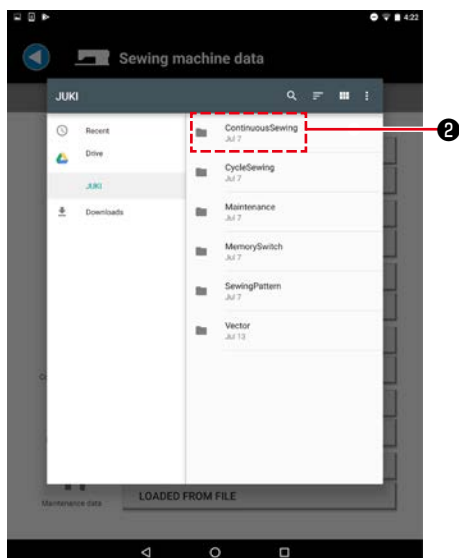 4:22
Sewing machine data
JUKI
Recent
Drive
JUKI
Downloads
ContinuousSewing
Jul 7
CycleSewing
Jul 7
Maintenance
Jul 7
MemorySwitch
Jul 7
SewingPattern
Jul 7
Vector
Jul 13
❷
Maintenance data
LOADED FROM FILE